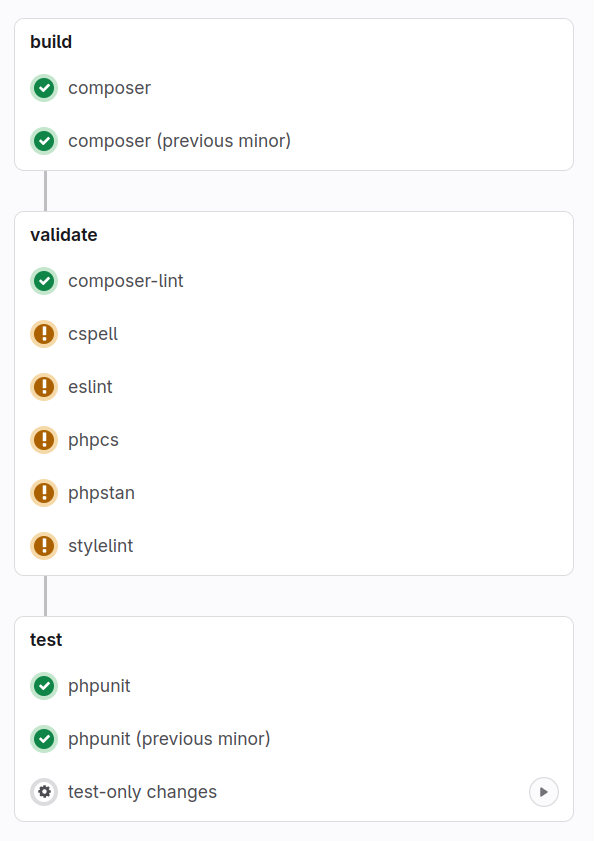 build
composer
composer (previous minor)
validate
composer-lint
cspell
eslint
phpcs
phpstan
stylelint
test
phpunit
phpunit (previous minor)
test-only changes